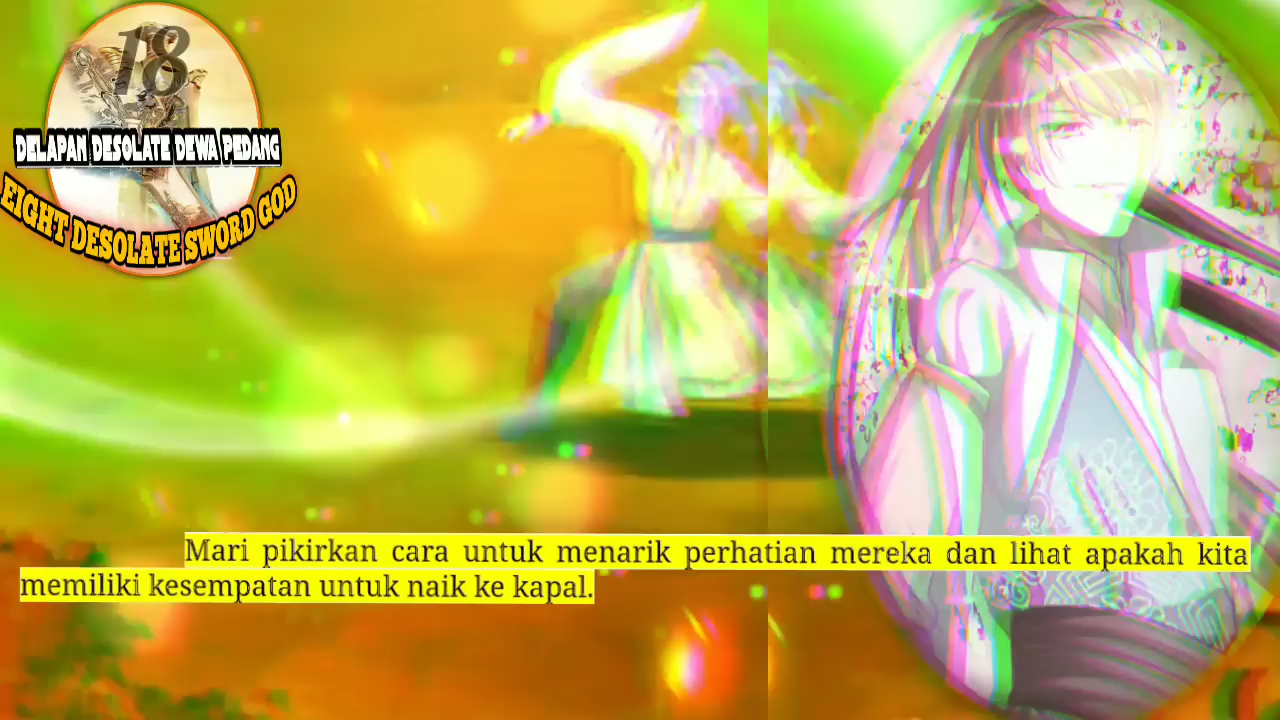 18
DELAPAN DESOLATE DEWA PEDANG
EIGHT DESOLATE SWORD GOD
Mari pikirkan cara untuk menarik perhatian mereka dan lihat apakah kita
memiliki kesempatan untuk naik ke kapal.